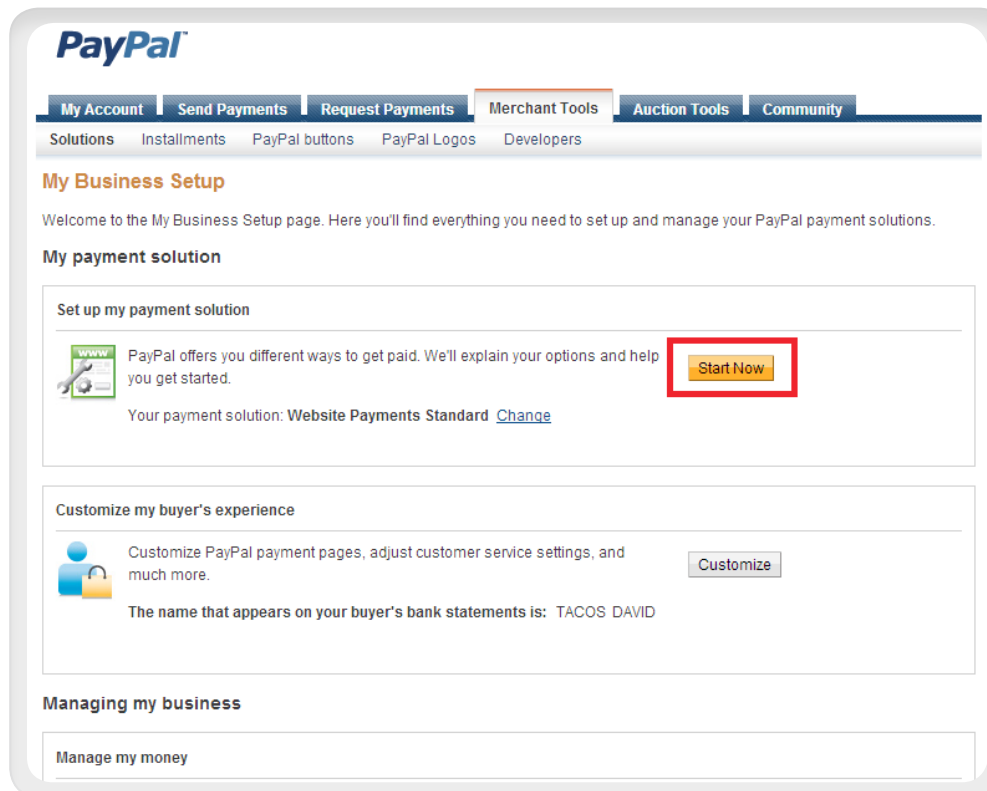 PayPal™
My Account Send Payments Request Payments Merchant Tools Auction Tools Community
Solutions Installments PayPal buttons PayPal Logos Developers
My Business Setup
Welcome to the My Business Setup page. Here you'll find everything you need to set up and manage your PayPal payment solutions.
My payment solution
Set up my payment solution
www
PayPal offers you different ways to get paid. We'll explain your options and help
you get started.
Start Now
Your payment solution: Website Payments Standard Change
Customize my buyer's experience
Customize PayPal payment pages, adjust customer service settings, and
much more.
Customize
The name that appears on your buyer's bank statements is: TACOS DAVID
Managing my business
Manage my money